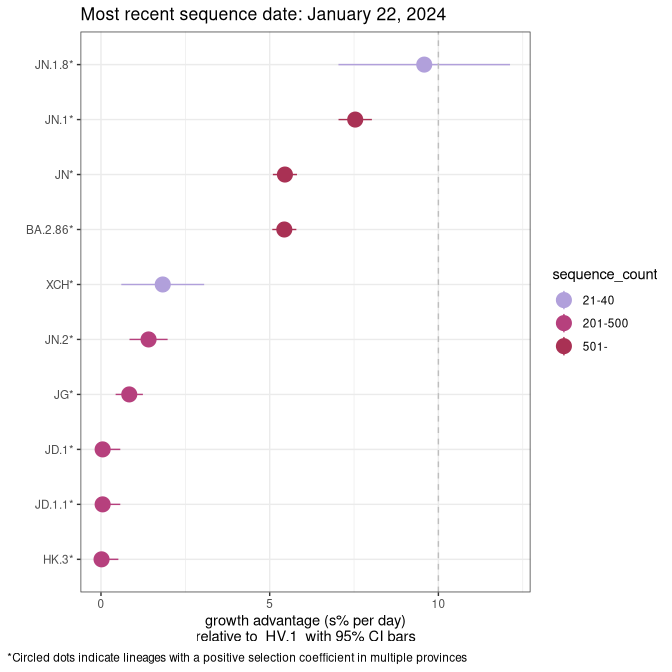 Most recent sequence date: January 22, 2024
JN.1.8*
JN.1*
JN*
BA.2.86*
XCH*
JN.2*
JG*
JD.1*
JD.1.1*
HK.3*
0 5 10
growth advantage (s% per day)
relative to HV.1 with 95% CI bars
sequence_count
21-40
201-500
501-
*Circled dots indicate lineages with a positive selection coefficient in multiple provinces